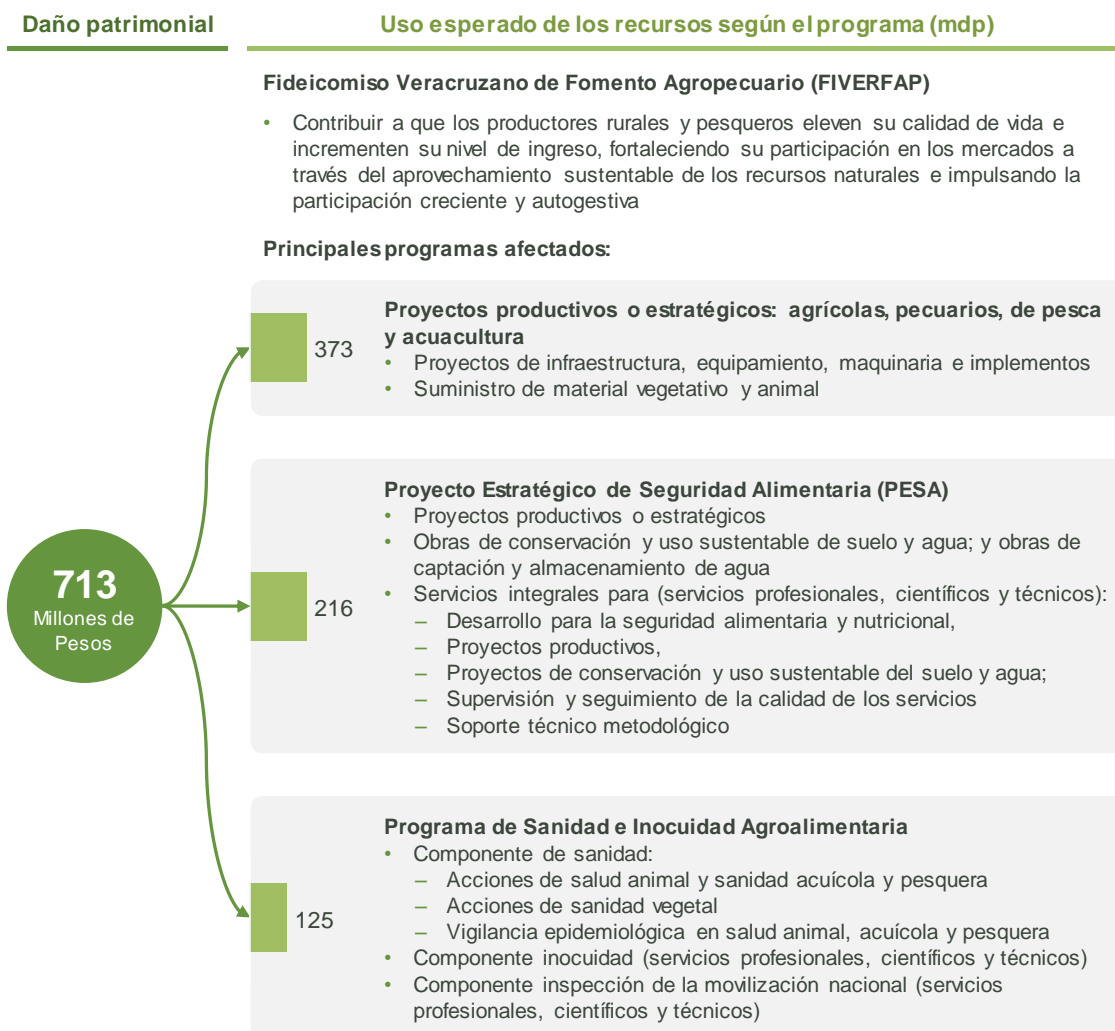 Daño patrimonial
Uso esperado de los recursos según el programa (mdp)
Fideicomiso Veracruzano de Fomento Agropecuario (FIVERFAP)
• Contribuir a que los productores rurales y pesqueros eleven su calidad de vida e
incrementen su nivel de ingreso, fortaleciendo su participación en los mercados a
través del aprovechamiento sustentable de los recursos naturales e impulsando la
participación creciente y autogestiva
Principales programas afectados:
713
Millones de
Pesos
373
Proyectos productivos o estratégicos: agrícolas, pecuarios, de pesca
y acuacultura
• Proyectos de infraestructura, equipamiento, maquinaria e implementos
• Suministro de material vegetativo y animal
216
Proyecto Estratégico de Seguridad Alimentaria (PESA)
• Proyectos productivos o estratégicos
• Obras de conservación y uso sustentable de suelo y agua; y obras de
captación y almacenamiento de agua
• Servicios integrales para (servicios profesionales, científicos y técnicos):
– Desarrollo para la seguridad alimentaria y nutricional,
– Proyectos productivos,
– Proyectos de conservación y uso sustentable del suelo y agua;
– Supervisión y seguimiento de la calidad de los servicios
– Soporte técnico metodológico
125
Programa de Sanidad e Inocuidad Agroalimentaria
• Componente de sanidad:
– Acciones de salud animal y sanidad acuícola y pesquera
– Acciones de sanidad vegetal
– Vigilancia epidemiológica en salud animal, acuícola y pesquera
• Componente inocuidad (servicios profesionales, científicos y técnicos)
• Componente inspección de la movilización nacional (servicios
profesionales, científicos y técnicos)